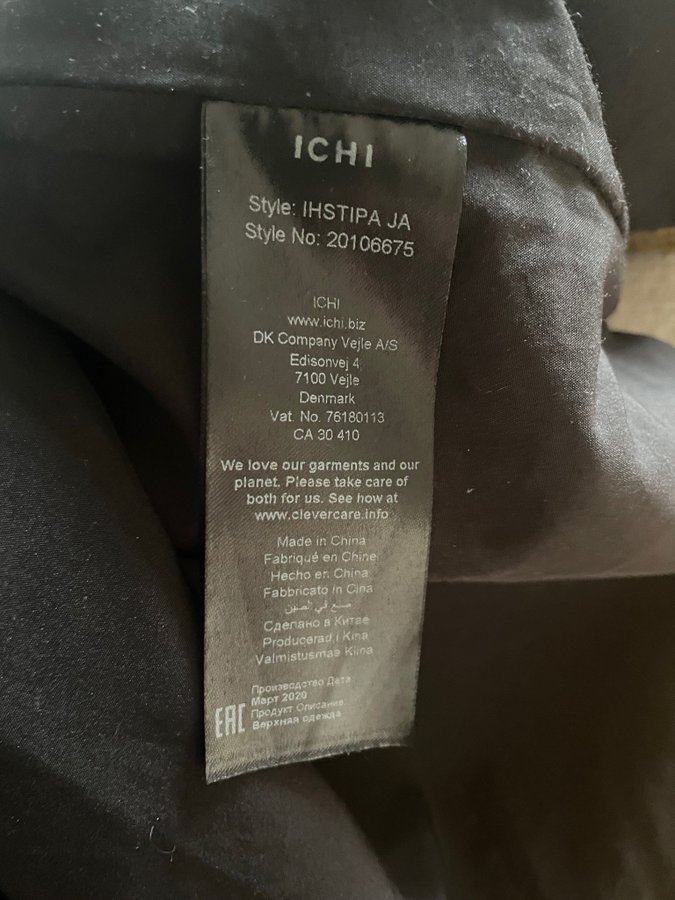 ICHI
Style: IHSTIPA JA
Style No: 20106675
ICHI
www.ichi.biz
DK Company Vejle A/S
Edisonvej 4
7100 Vejle
Denmark
Vat. No. 76180113
CA 30 410
We love our garments and our
planet. Please take care of
both for us. See how at
www.clevercare.info
Made in China
Fabriqué en Chine
Hecho en China
Fabbricato in Cina
صنع في الصين
Сделано в Китае
Producerad i Kina
Valmistusmaa Kiina
Производство Дата
Март 2020
EAC Продукт Описание
Верхная одежда